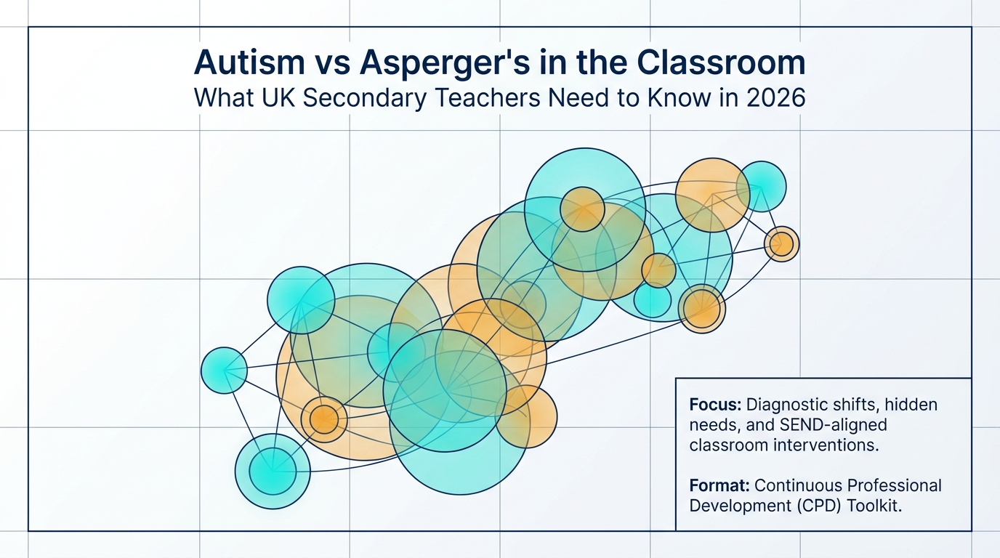 Autism vs Asperger's in the Classroom
What UK Secondary Teachers Need to Know in 2026
Focus: Diagnostic shifts, hidden
needs, and SEND-aligned
classroom interventions.
Format: Continuous Professional
Development (CPD) Toolkit.